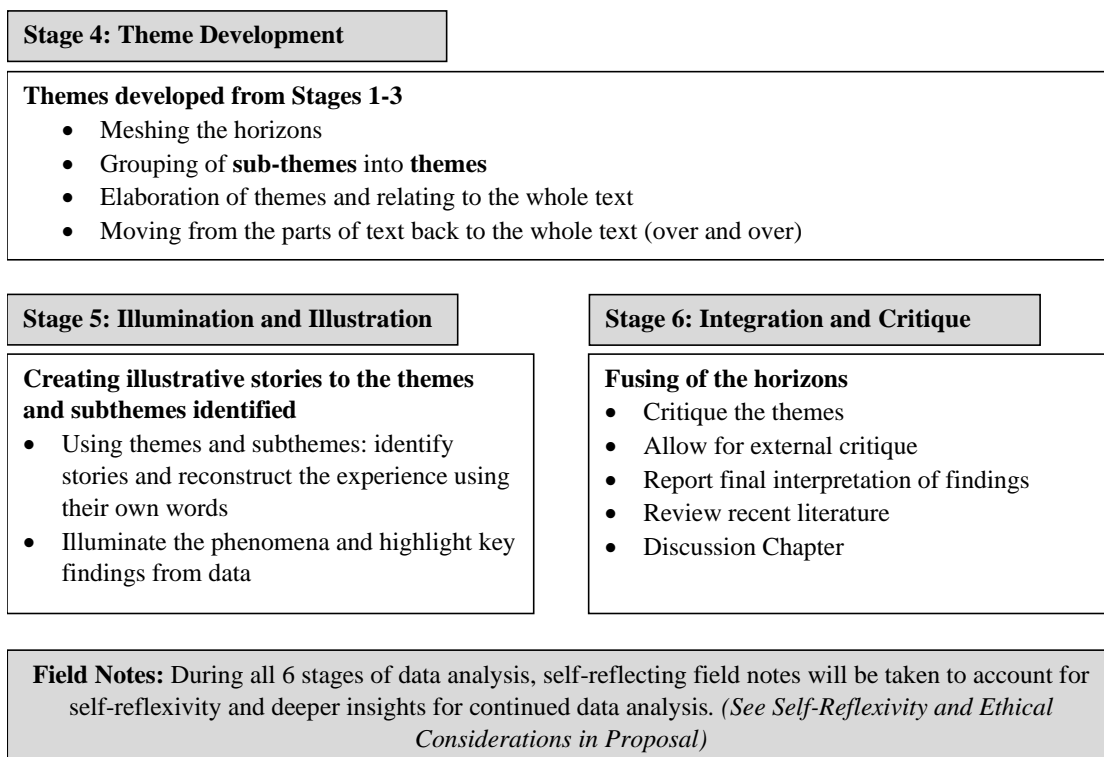 Stage 4: Theme Development
Themes developed from Stages 1-3
• Meshing the horizons
• Grouping of sub-themes into themes
• Elaboration of themes and relating to the whole text
• Moving from the parts of text back to the whole text (over and over)
Stage 5: Illumination and Illustration
Creating illustrative stories to the themes
and subthemes identified
• Using themes and subthemes: identify
stories and reconstruct the experience using
their own words
• Illuminate the phenomena and highlight key
findings from data
Stage 6: Integration and Critique
Fusing of the horizons
• Critique the themes
• Allow for external critique
• Report final interpretation of findings
• Review recent literature
• Discussion Chapter
Field Notes: During all 6 stages of data analysis, self-reflecting field notes will be taken to account for
self-reflexivity and deeper insights for continued data analysis. (See Self-Reflexivity and Ethical
Considerations in Proposal)